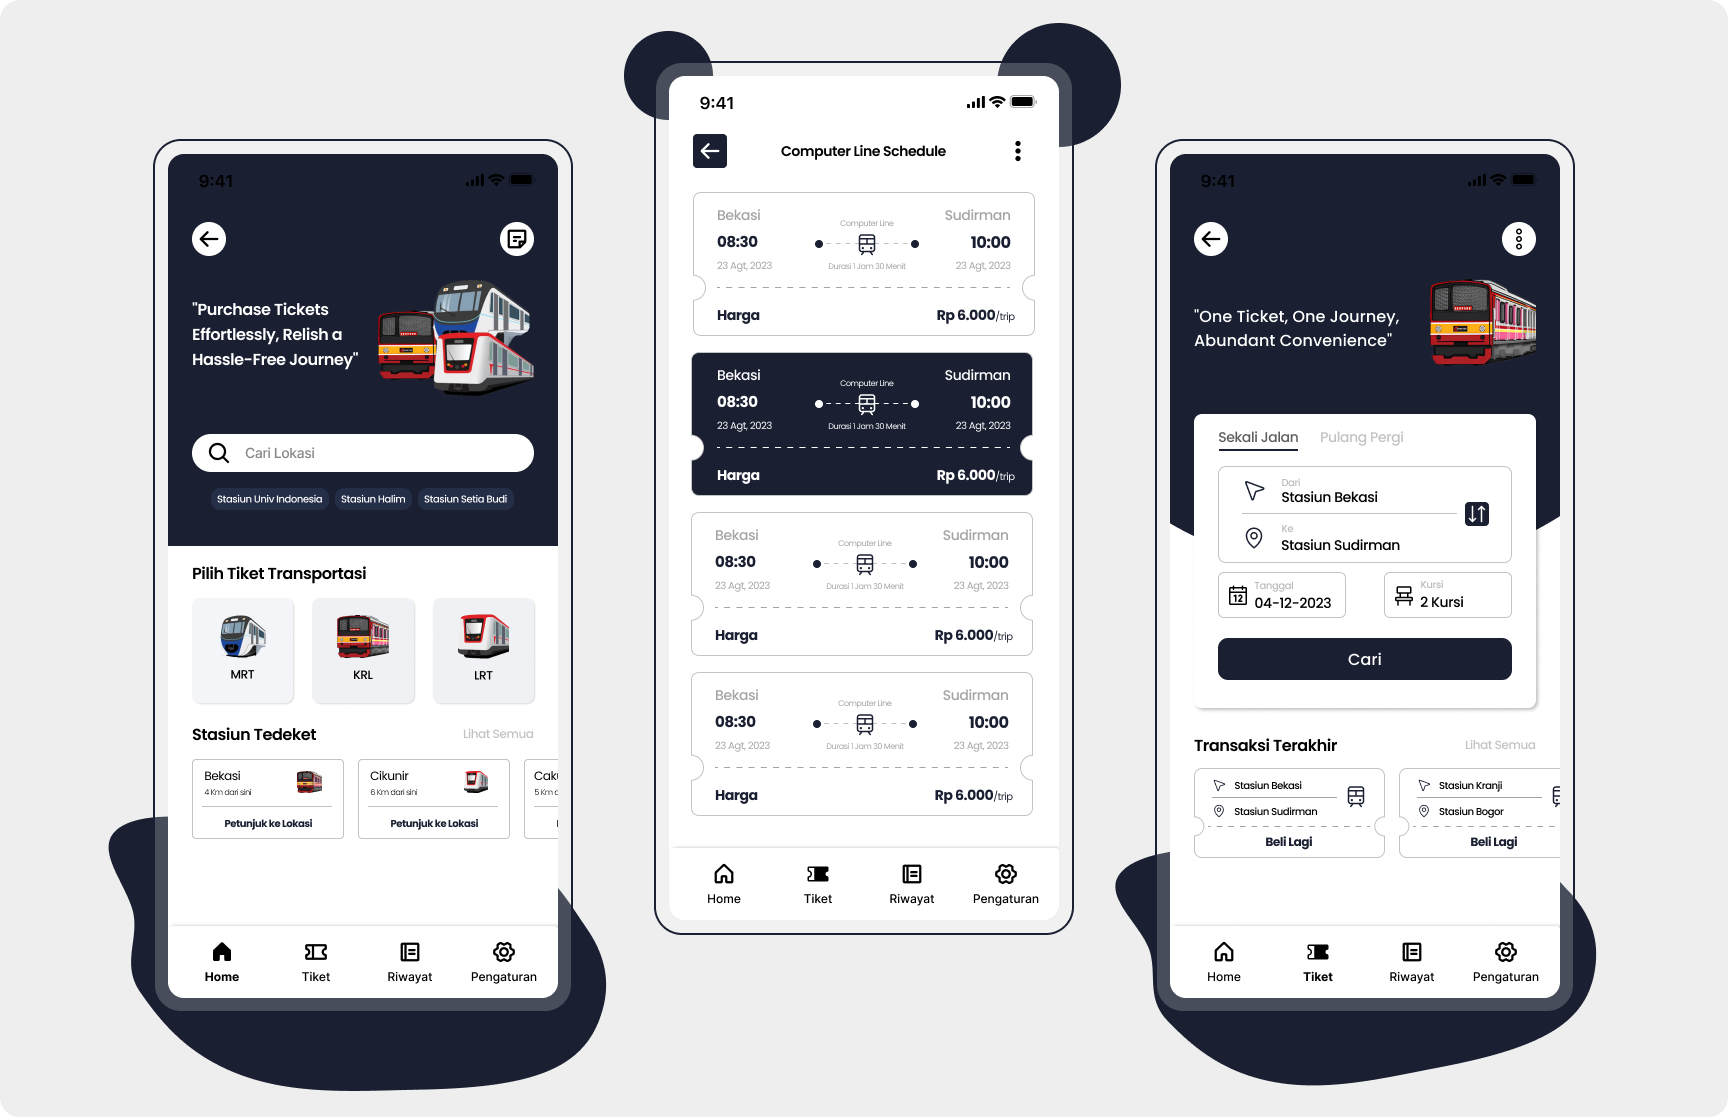 9:41
"Purchase Tickets
Effortlessly, Relish a
Hassle-Free Journey"
Cari Lokasi
Stasiun Univ Indonesia
Stasiun Halim
Stasiun Setia Budi
Pilih Tiket Transportasi
MRT
KRL
LRT
Stasiun Tedeket
Lihat Semua
Bekasi
4 Km dari sini
Petunjuk ke Lokasi
Cikunir
6 Km dari sini
Petunjuk ke Lokasi
Home
Tiket
Riwayat
Pengaturan
9:41
Computer Line Schedule
Bekasi
Computer Line
Sudirman
08:30
10:00
23 Agt, 2023
Durasi 1 Jam 30 Menit
23 Agt, 2023
Harga
Rp 6.000/trip
Bekasi
Computer Line
Sudirman
08:30
10:00
23 Agt, 2023
Durasi 1 Jam 30 Menit
23 Agt, 2023
Harga
Rp 6.000/trip
Bekasi
Computer Line
Sudirman
08:30
10:00
23 Agt, 2023
Durasi 1 Jam 30 Menit
23 Agt, 2023
Harga
Rp 6.000/trip
Bekasi
Computer Line
Sudirman
08:30
10:00
23 Agt, 2023
Durasi 1 Jam 30 Menit
23 Agt, 2023
Harga
Rp 6.000/trip
Home
Tiket
Riwayat
Pengaturan
9:41
"One Ticket, One Journey,
Abundant Convenience"
Sekali Jalan
Pulang Pergi
Dari
Stasiun Bekasi
Ke
Stasiun Sudirman
Tanggal
12
04-12-2023
Kursi
2 Kursi
Cari
Transaksi Terakhir
Lihat Semua
Stasiun Bekasi
Stasiun Sudirman
Beli Lagi
Stasiun Kranji
Stasiun Bogor
Beli Lagi
Home
Tiket
Riwayat
Pengaturan